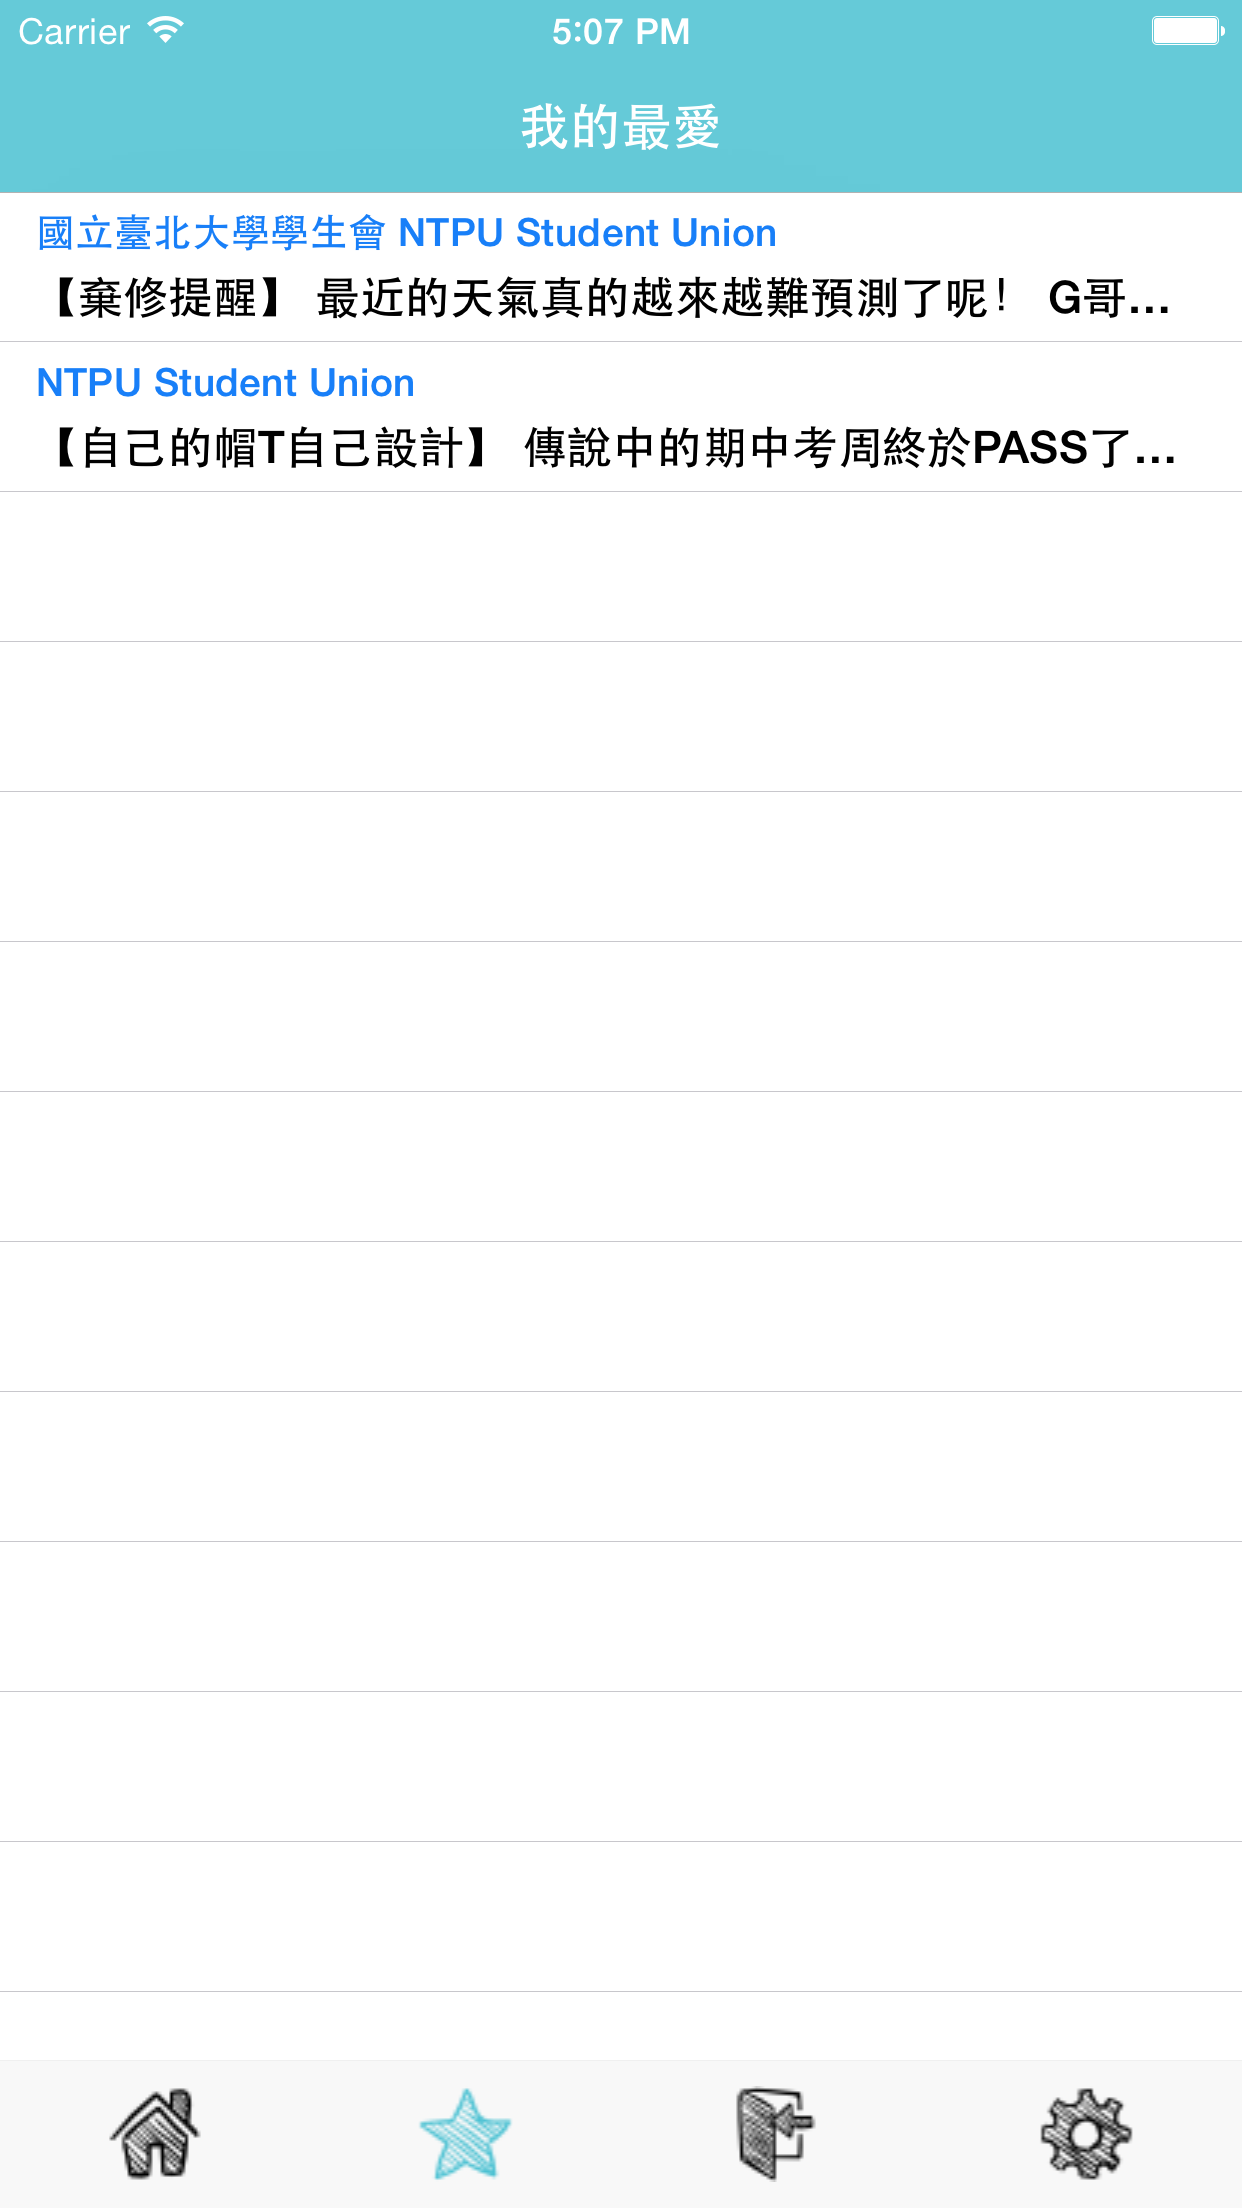 Carrier 5:07 PM
我的最愛
國立臺北大學學生會 NTPU Student Union
【棄修提醒】 最近的天氣真的越來越難預測了呢！ G哥...
NTPU Student Union
【自己的帽T自己設計】 傳說中的期中考周終於PASS了...